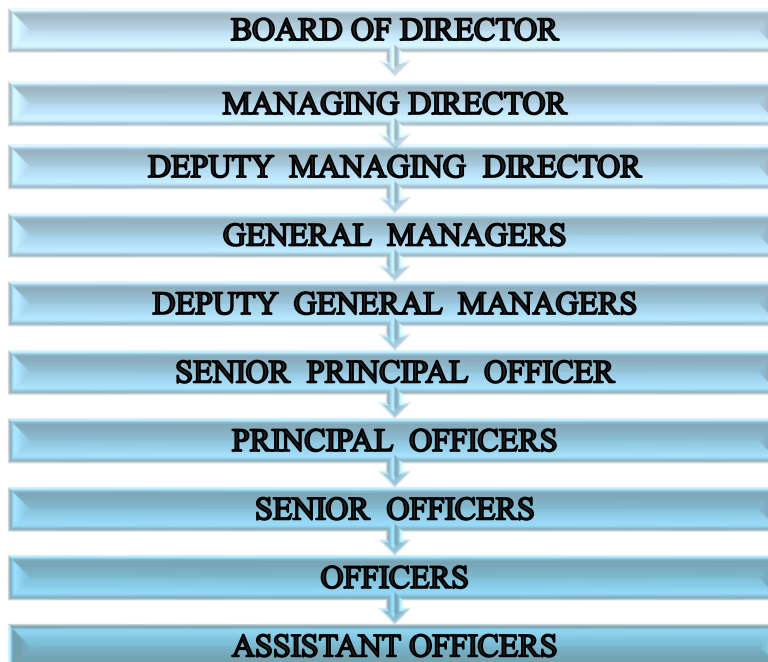 BOARD OF DIRECTOR
MANAGING DIRECTOR
DEPUTY MANAGING DIRECTOR
GENERAL MANAGERS
DEPUTY GENERAL MANAGERS
SENIOR PRINCIPAL OFFICER
PRINCIPAL OFFICERS
SENIOR OFFICERS
OFFICERS
ASSISTANT OFFICERS